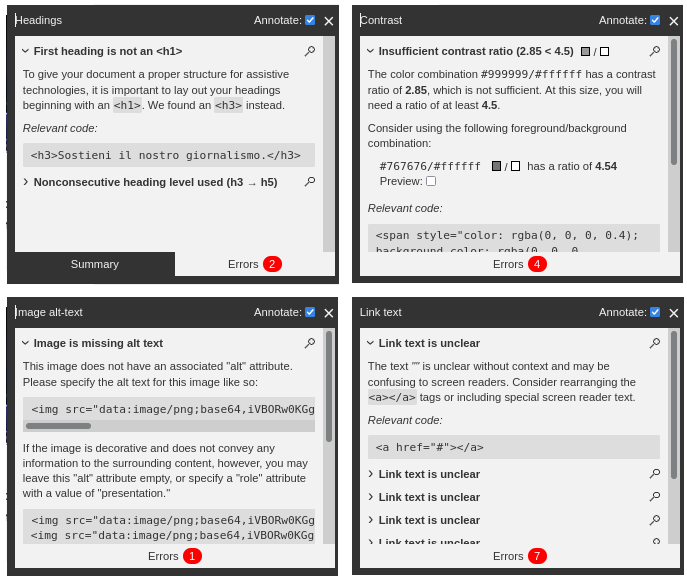 Headings
Annotate:
First heading is not an <h1>
To give your document a proper structure for assistive
technologies, it is important to lay out your headings
beginning with an <h1>. We found an <h3> instead.
Relevant code:
<h3>Sostieni il nostro giornalismo.</h3>
Nonconsecutive heading level used (h3 → h5)
Summary
Errors 2
Contrast
Annotate:
Insufficient contrast ratio (2.85 < 4.5) /
The color combination #999999/#ffffff has a contrast
ratio of 2.85, which is not sufficient. At this size, you will
need a ratio of at least 4.5.
Consider using the following foreground/background
combination:
#767676/#ffffff / has a ratio of 4.54
Preview:
Relevant code:
<span style="color: rgba(0, 0, 0, 0.4);
background-color: rgba(0, 0, 0,
Errors 4
Image alt-text
Annotate:
Image is missing alt text
This image does not have an associated "alt" attribute.
Please specify the alt text for this image like so:
<img src="data:image/png;base64,iVBORw0KGg
If the image is decorative and does not convey any
information to the surrounding content, however, you may
leave this "alt" attribute empty, or specify a "role" attribute
with a value of "presentation."
<img src="data:image/png;base64,iVBORw0KGg
<img src="data:image/png;base64,iVBORw0KGg
Errors 1
Link text
Annotate:
Link text is unclear
The text "" is unclear without context and may be
confusing to screen readers. Consider rearranging the
<a></a> tags or including special screen reader text.
Relevant code:
<a href="#"></a>
Link text is unclear
Link text is unclear
Link text is unclear
Link text is unclear
Errors 7